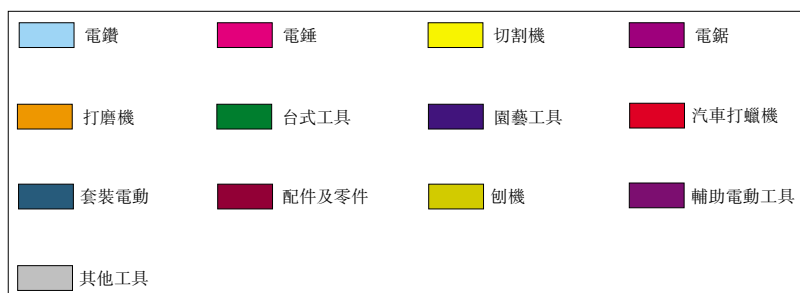 電鑽 電錘 切割機 電鋸
打磨機 台式工具 園藝工具 汽車打蠟機
套裝電動 配件及零件 刨機 輔助電動工具
其他工具